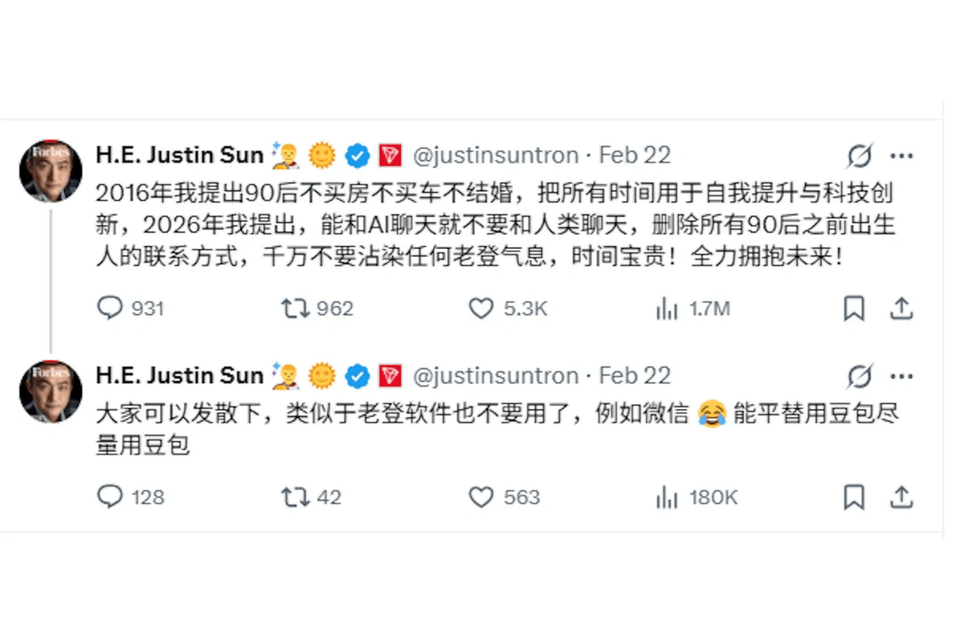 Forbes
H.E. Justin Sun 👨‍🚀 🌞 @justinsuntron · Feb 22
2016年我提出90后不买房不买车不结婚，把所有时间用于自我提升与科技创
新，2026年我提出，能和AI聊天就不要和人类聊天，删除所有90后之前出生
人的联系方式，千万不要沾染任何老登气息，时间宝贵！全力拥抱未来！
931 962 5.3K 1.7M
Forbes
H.E. Justin Sun 👨‍🚀 🌞 @justinsuntron · Feb 22
大家可以发散下，类似于老登软件也不要用了，例如微信 😂 能平替用豆包尽
量用豆包
128 42 563 180K